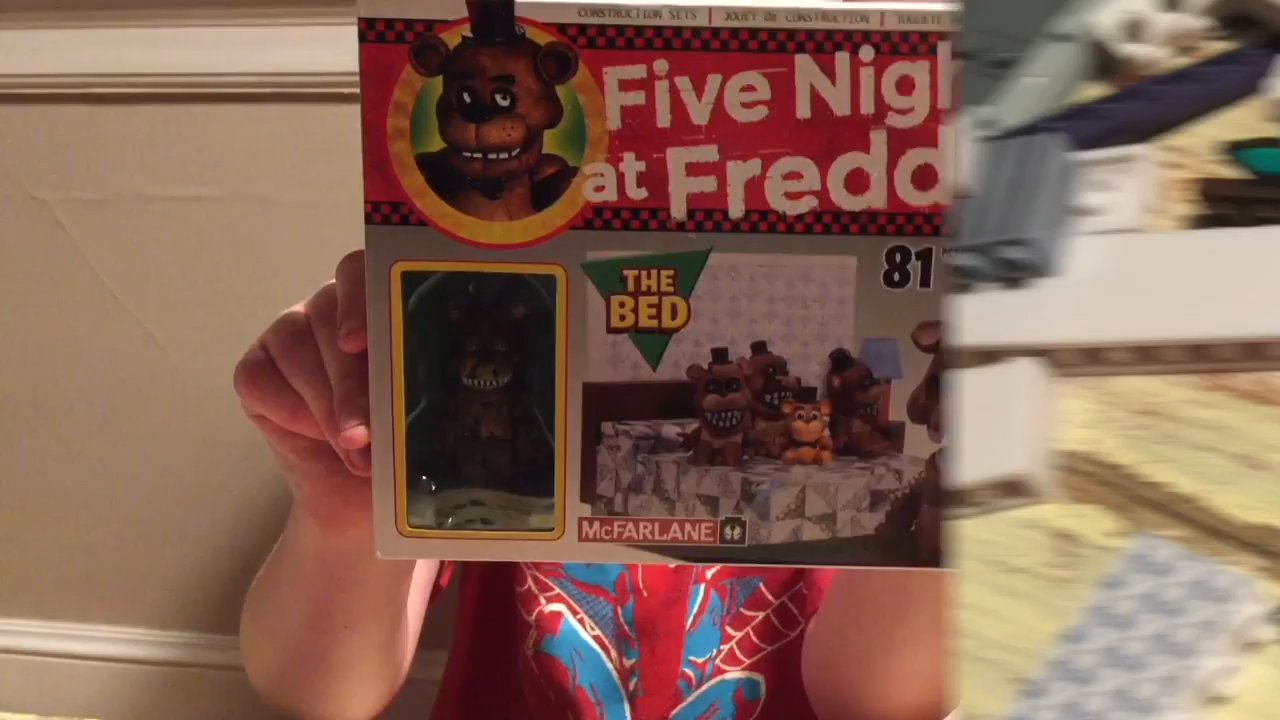 CONSTRUCTION SETS | JOUET DE CONSTRUCTION |
Five Nigh
at Fredd
THE
BED
81
McFARLANE